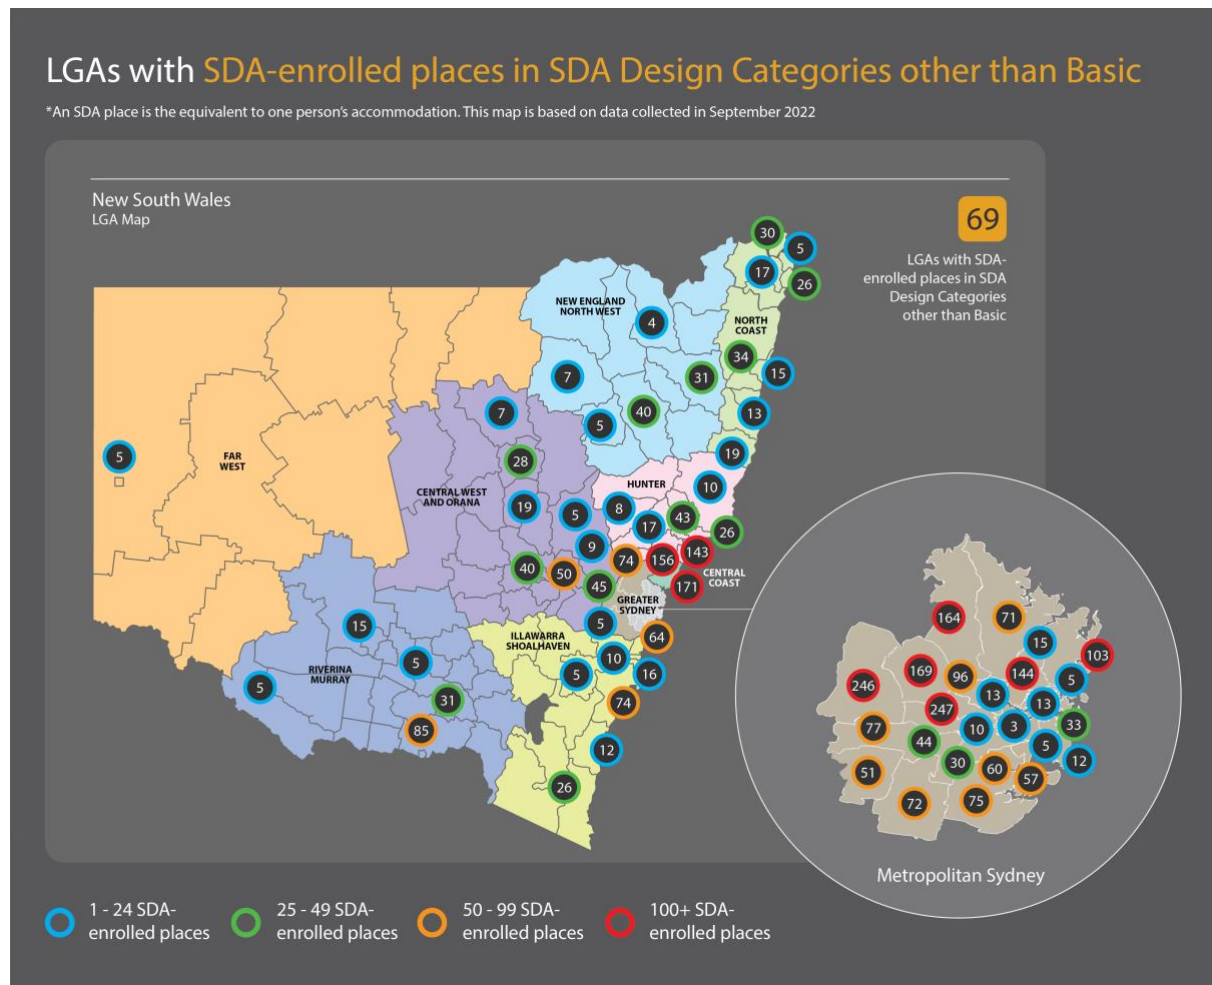 LGAs with SDA-enrolled places in SDA Design Categories other than Basic
*An SDA place is the equivalent to one person's accommodation. This map is based on data collected in September 2022
New South Wales
LGA Map
69
LGAs with SDA-
enrolled places in SDA
Design Categories
other than Basic
30
5
17
26
NEW ENGLAND
NORTH WEST
4
NORTH
COAST
34
7
31
15
7
5
40
13
5
FAR
WEST
28
19
CENTRAL WEST
AND ORANA
HUNTER
10
19
5
8
17
43
26
9
40
50
74
156
143
45
171
CENTRAL
COAST
GREATER
SYDNEY
15
5
64
ILLAWARRA
SHOALHAVEN
RIVERINA
MURRAY
5
10
5
16
5
31
74
85
12
26
164
71
15
103
246
169
96
144
5
13
13
247
77
44
10
3
33
5
12
51
30
60
57
72
75
Metropolitan Sydney
1 - 24 SDA-
enrolled places
25 - 49 SDA-
enrolled places
50 - 99 SDA-
enrolled places
100+ SDA-
enrolled places